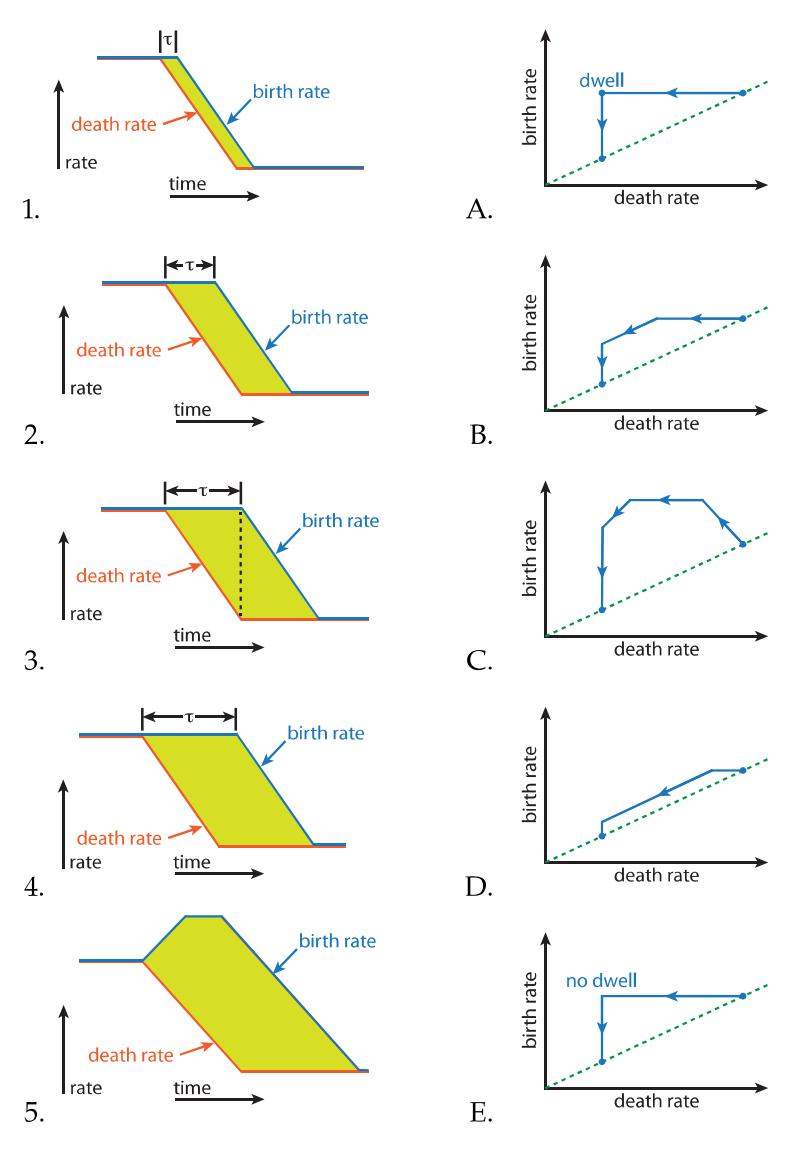 τ
birth rate
death rate
rate
time
1.
dwell
birth rate
death rate
A.
τ
birth rate
death rate
rate
time
2.
birth rate
death rate
B.
τ
birth rate
death rate
rate
time
3.
birth rate
death rate
C.
τ
birth rate
death rate
rate
time
4.
birth rate
death rate
D.
birth rate
death rate
rate
time
5.
no dwell
birth rate
death rate
E.